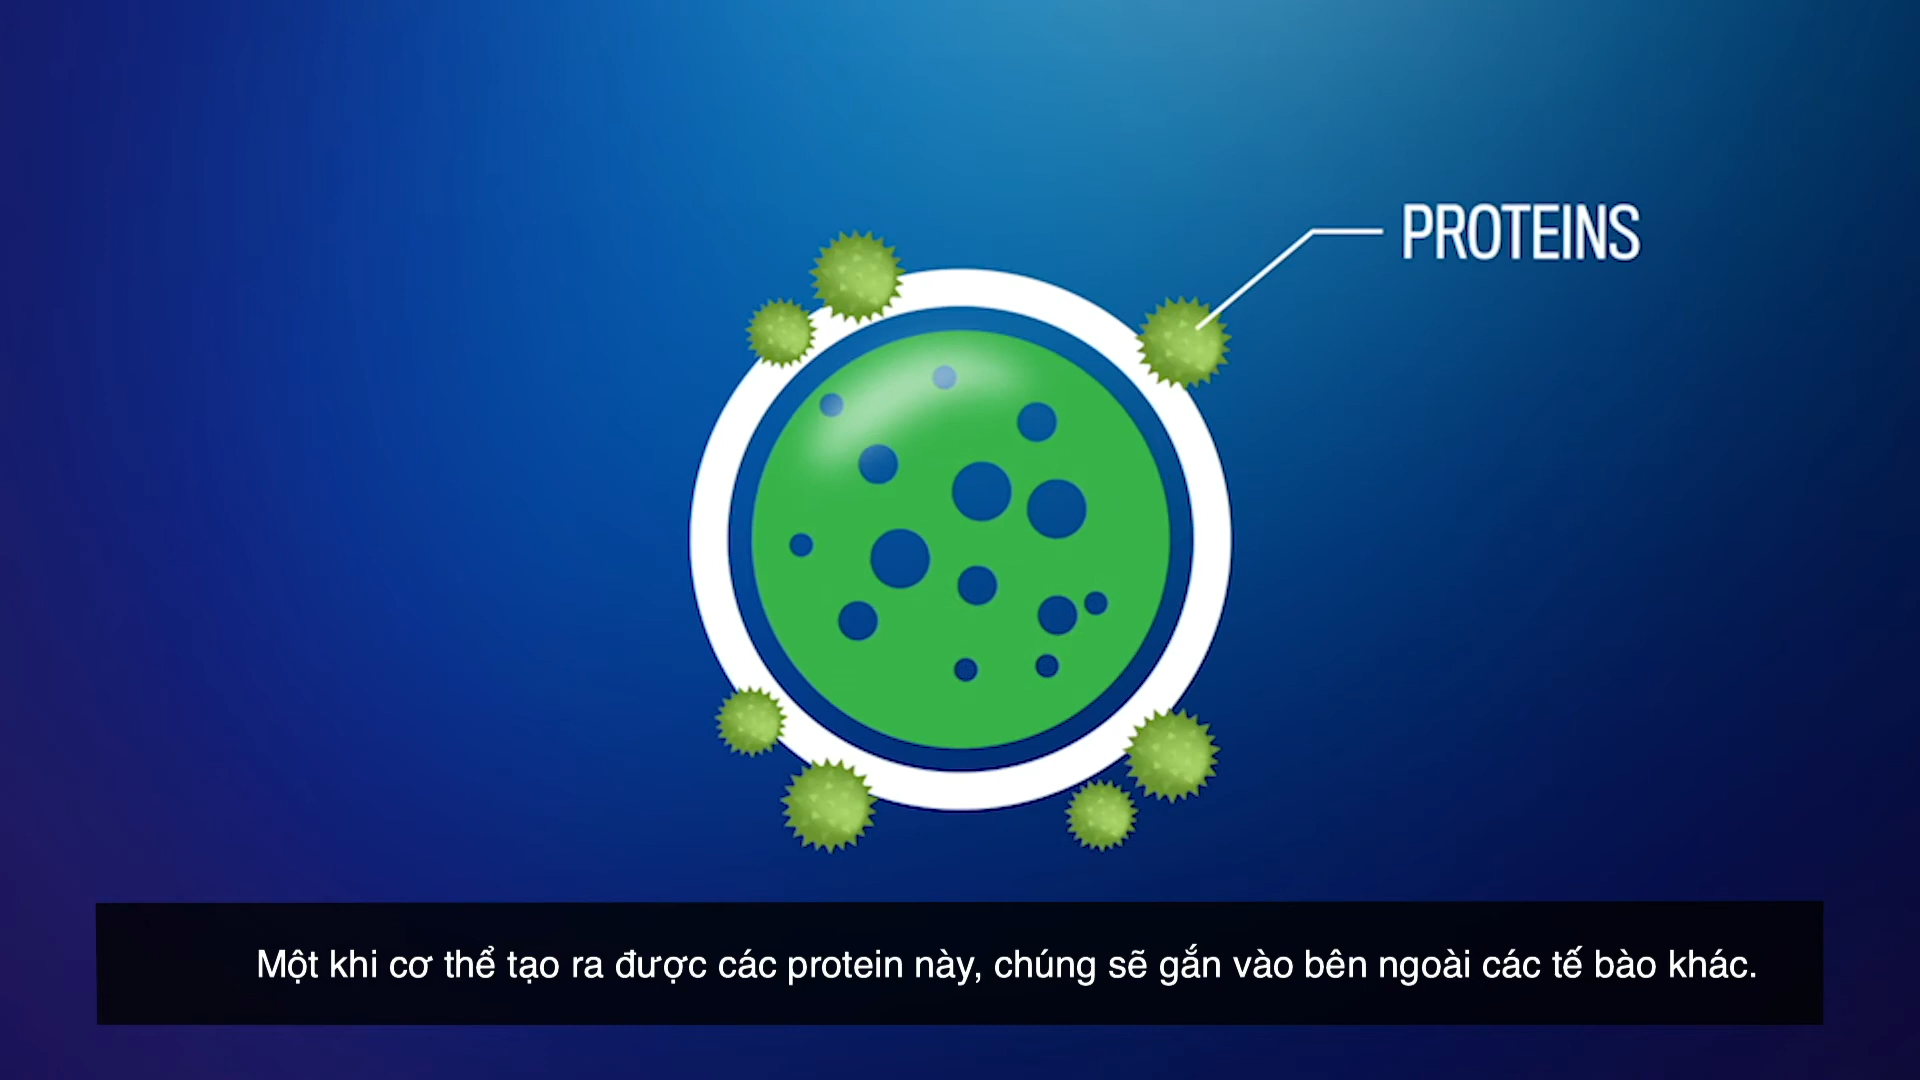 PROTEINS
Một khi cơ thể tạo ra được các protein này, chúng sẽ gắn vào bên ngoài các tế bào khác.